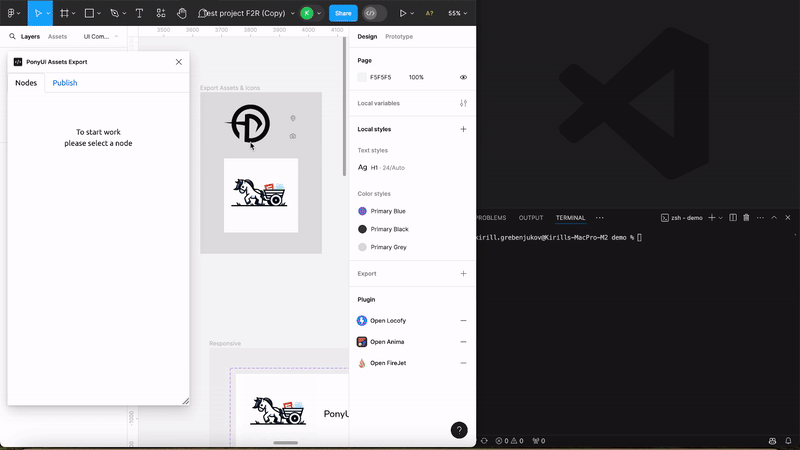 Test project F2R (Copy)
K
Share
A?
55%
Layers
Assets
UI Com...
3500
3600
3700
3800
3900
4000
4100
Design
Prototype
PonyUI Assets Export
Nodes
Publish
To start work
please select a node
Export Assets & Icons
Responsive
PonyU
-1000
Page
F5F5F5
100%
Local variables
Local styles
Text styles
Ag H1 · 24/Auto
Color styles
Primary Blue
Primary Black
Primary Grey
Export
Plugin
Open Locofy
Open Anima
Open FireJet
?
PROBLEMS
OUTPUT
TERMINAL
zsh - demo
kirill.grebenjukov@Kirills-MacPro-M2 demo %
0
0
0